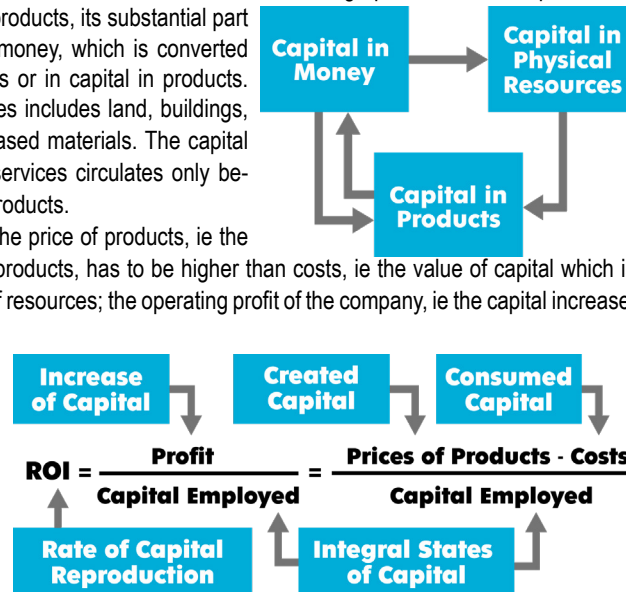 products, its substantial part
money, which is converted
s or in capital in products.
es includes land, buildings,
ased materials. The capital
services circulates only be-
roducts.
he price of products, ie the
products, has to be higher than costs, ie the value of capital which i
f resources; the operating profit of the company, ie the capital increase
Capital in
Money
Capital in
Physical
Resources
Capital in
Products
Increase
of Capital
Created
Capital
Consumed
Capital
ROI = Profit / Capital Employed = Prices of Products - Costs / Capital Employed
Rate of Capital
Reproduction
Integral States
of Capital